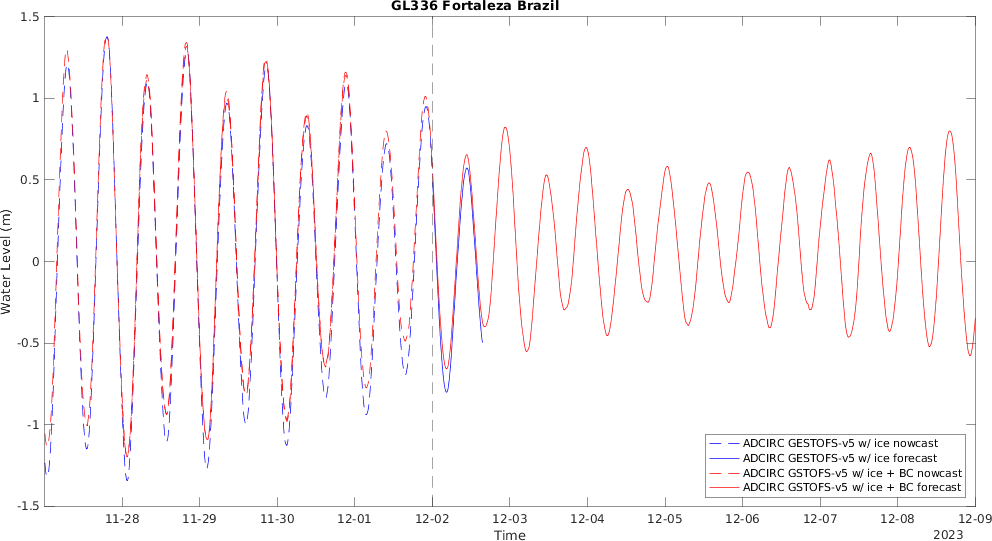 GL336 Fortaleza Brazil
1.5
1
0.5
0
-0.5
-1
-1.5
Water Level (m)
11-28 11-29 11-30 12-01 12-02 12-03 12-04 12-05 12-06 12-07 12-08 12-09
Time
2023
ADCIRC GESTOFS-v5 w/ ice nowcast
ADCIRC GESTOFS-v5 w/ ice forecast
ADCIRC GSTOFS-v5 w/ ice + BC nowcast
ADCIRC GSTOFS-v5 w/ ice + BC forecast